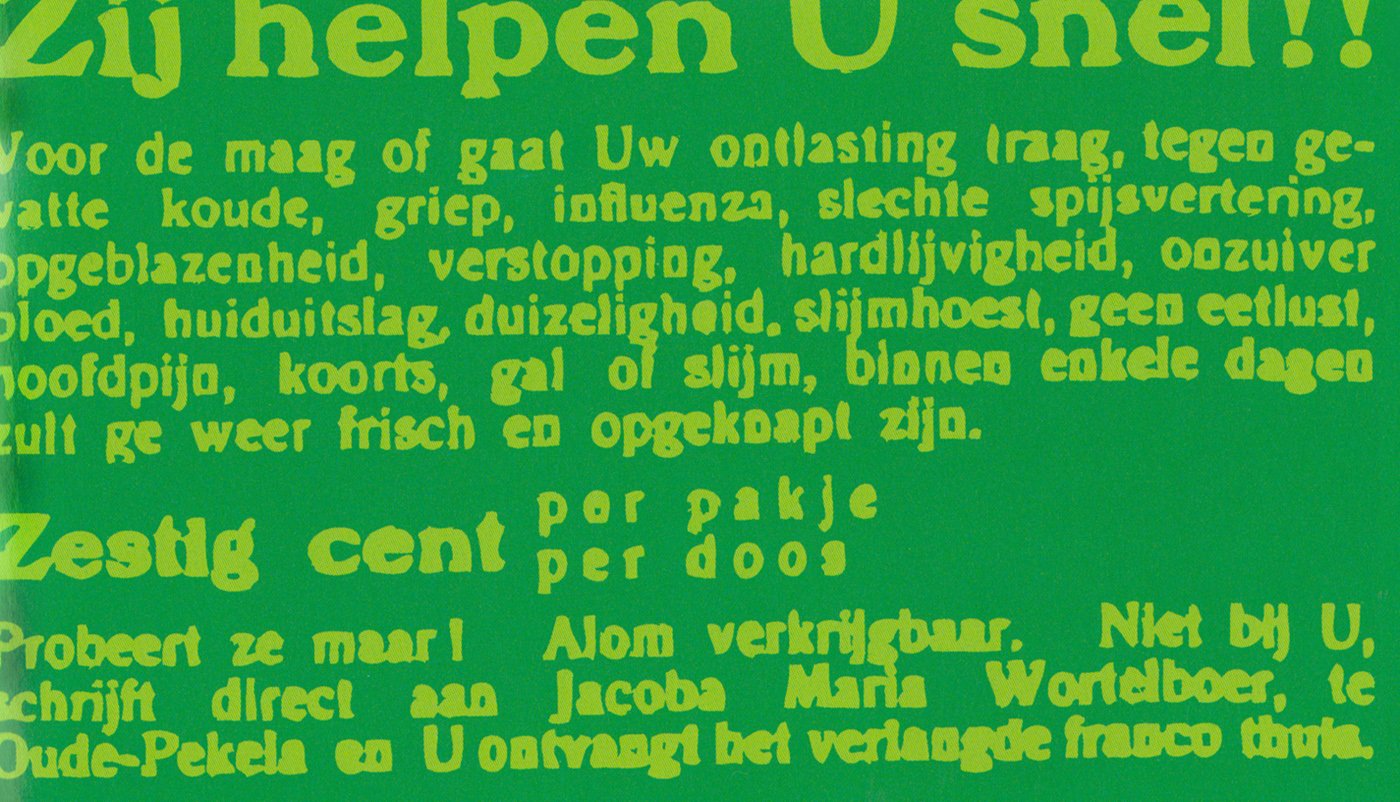 Zij helpen U snel!!
Voor de maag of gaat Uw ontlasting traag, tegen ge-
vatte koude, griep, influenza, slechte spijsvertering,
opgeblazenheid, verstopping, hardlijvigheid, onzuiver
bloed, huiduitslag, duizeligheid, slijmhoest, geen eetlust,
hoofdpijn, koorts, gal of slijm, binnen enkele dagen
zult ge weer frisch en opgeknapt zijn.
Zestig cent per pakje
per doos
Probeert ze maar! Alom verkrijgbaar. Niet bij U,
schrijft direct aan Jacoba Maria Wortelboer, te
Oude-Pekela en U ontvangt het verlangde franco thuis.